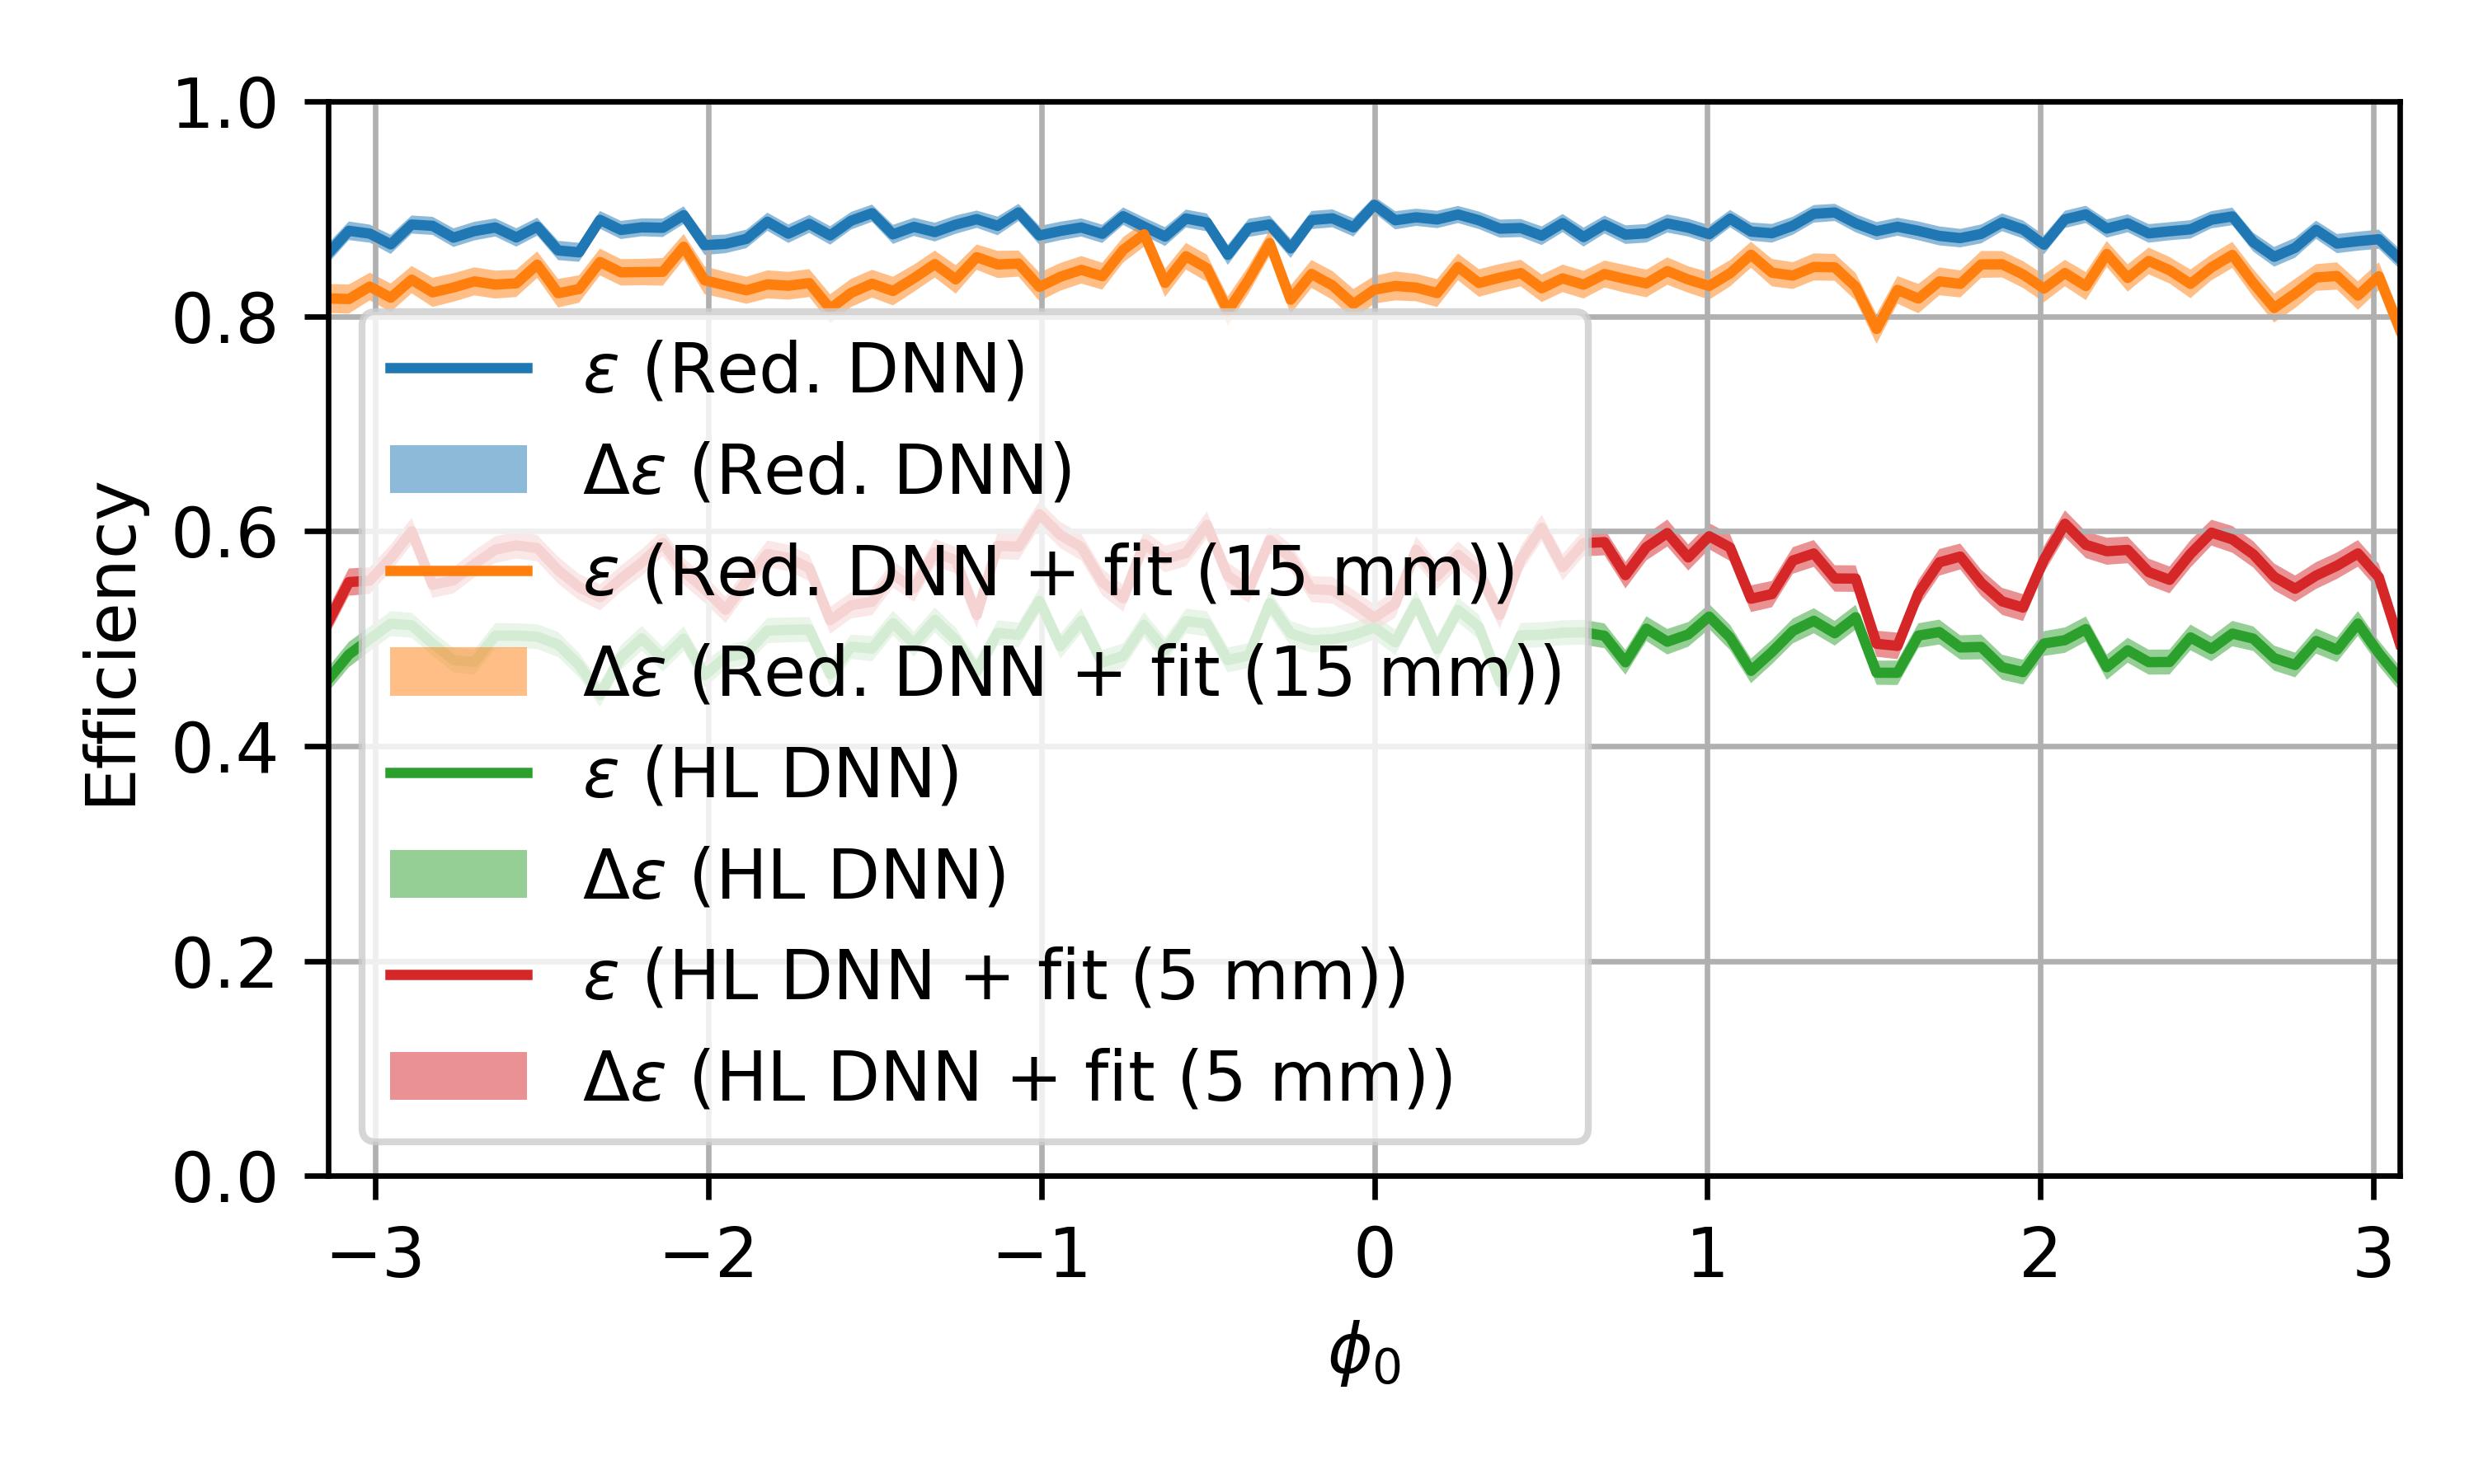 1.0
0.8
0.6
0.4
0.2
0.0
Efficiency
ε (Red. DNN)
Δε (Red. DNN)
ε (Red. DNN + fit (15 mm))
Δε (Red. DNN + fit (15 mm))
ε (HL DNN)
Δε (HL DNN)
ε (HL DNN + fit (5 mm))
Δε (HL DNN + fit (5 mm))
−3 −2 −1 0 1 2 3
ϕ₀